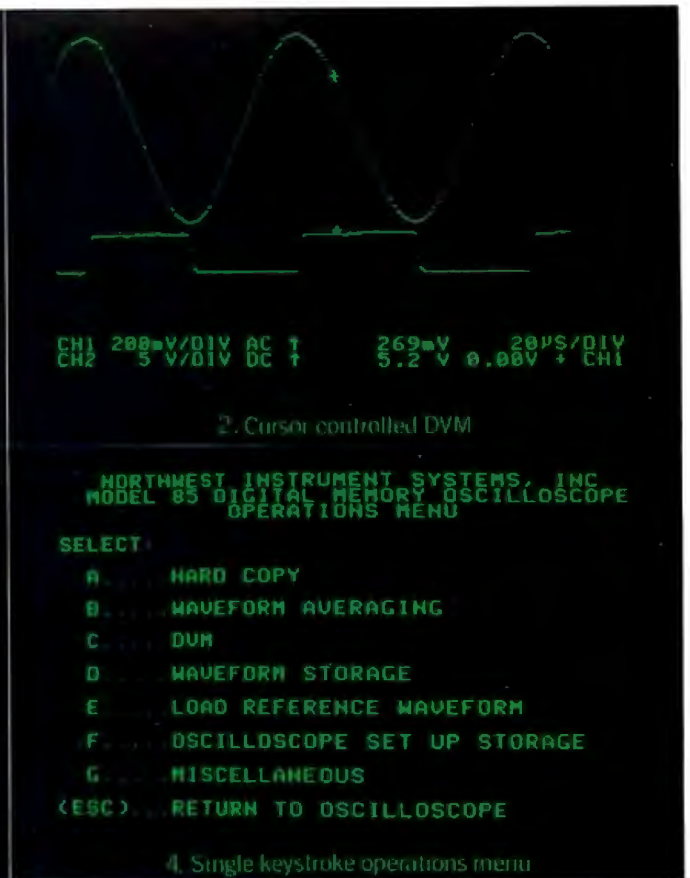 CH1 200mV/DIV AC ↑ 269mV 20µS/DIV
CH2 5 V/DIV DC ↑ 5.2 V 0.00V + CH1
2. Cursor controlled DVM
NORTHWEST INSTRUMENT SYSTEMS, INC
MODEL 85 DIGITAL MEMORY OSCILLOSCOPE
OPERATIONS MENU
SELECT:
A.....HARD COPY
B.....WAVEFORM AVERAGING
C.....DVM
D.....WAVEFORM STORAGE
E.....LOAD REFERENCE WAVEFORM
F.....OSCILLOSCOPE SET UP STORAGE
G.....MISCELLANEOUS
(ESC)...RETURN TO OSCILLOSCOPE
4. Single keystroke operations menu